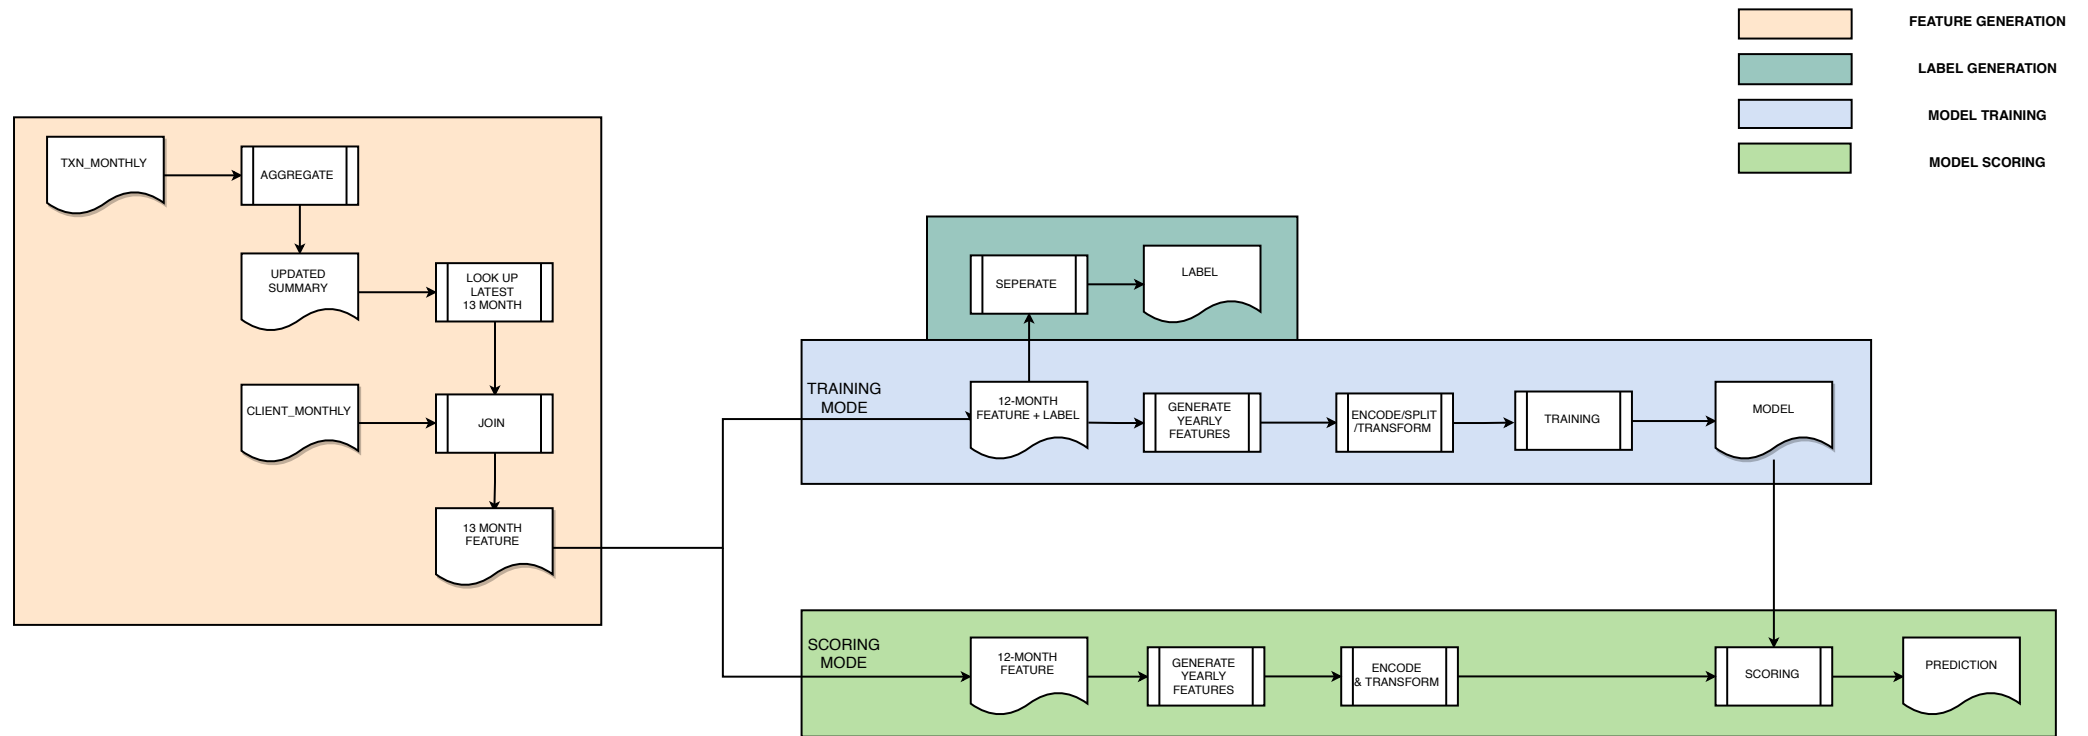 FEATURE GENERATION
LABEL GENERATION
MODEL TRAINING
MODEL SCORING
TXN_MONTHLY
AGGREGATE
UPDATED
SUMMARY
LOOK UP
LATEST
13 MONTH
CLIENT_MONTHLY
JOIN
13 MONTH
FEATURE
SEPERATE
LABEL
TRAINING
MODE
12-MONTH
FEATURE + LABEL
GENERATE
YEARLY
FEATURES
ENCODE/SPLIT
/TRANSFORM
TRAINING
MODEL
SCORING
MODE
12-MONTH
FEATURE
GENERATE
YEARLY
FEATURES
ENCODE
& TRANSFORM
SCORING
PREDICTION